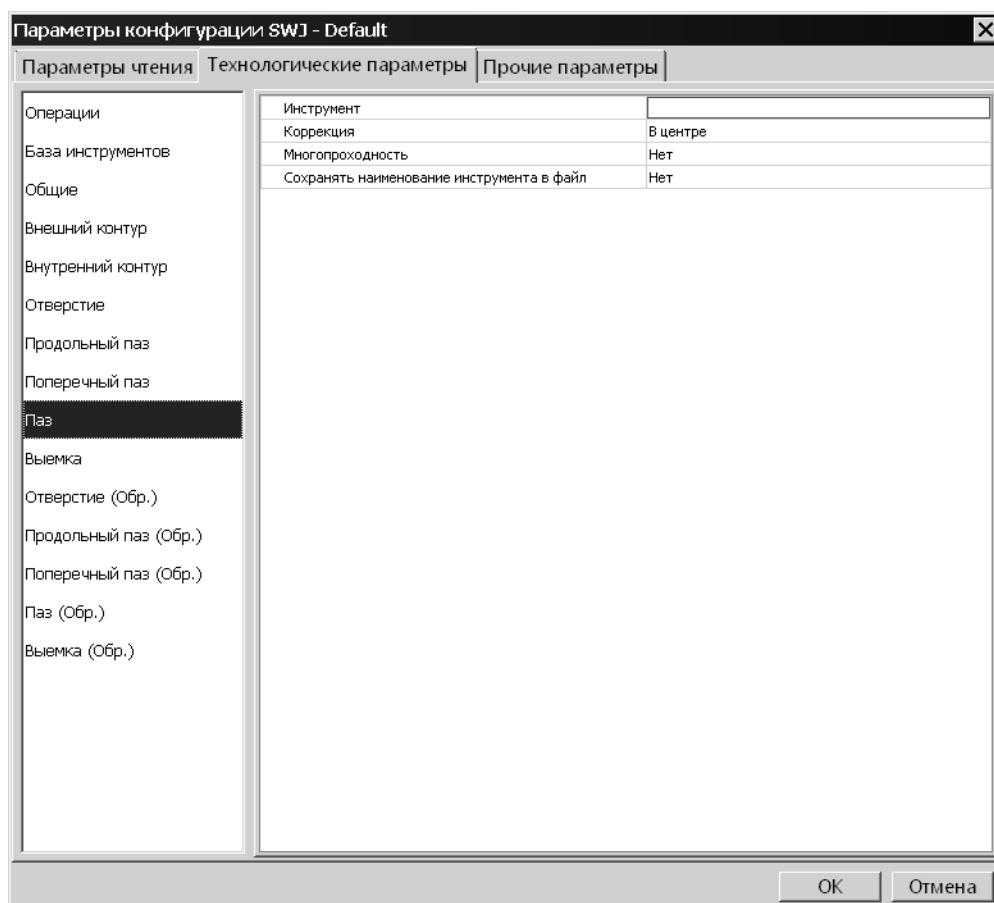 Параметры конфигурации SWJ - Default
Параметры чтения Технологические параметры Прочие параметры
Операции
База инструментов
Общие
Внешний контур
Внутренний контур
Отверстие
Продольный паз
Поперечный паз
Паз
Выемка
Отверстие (Обр.)
Продольный паз (Обр.)
Поперечный паз (Обр.)
Паз (Обр.)
Выемка (Обр.)
Инструмент
Коррекция В центре
Многопроходность Нет
Сохранять наименование инструмента в файл Нет
OK Отмена